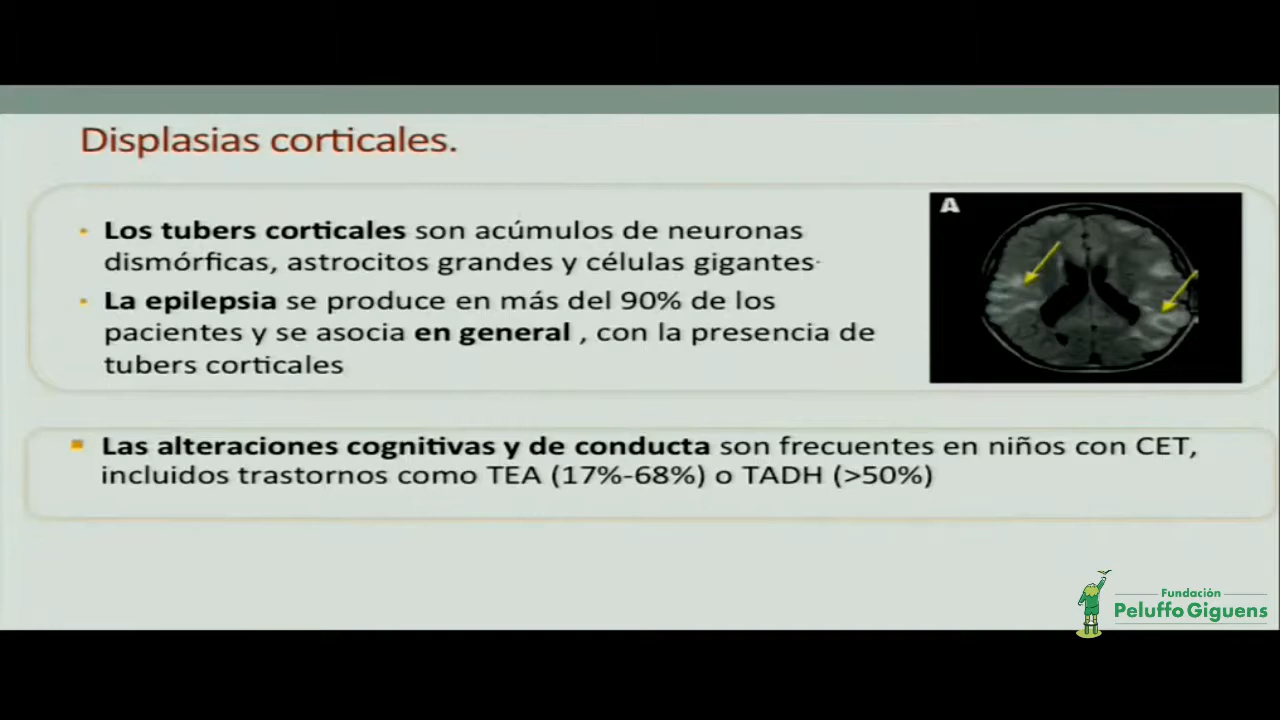 Displasias corticales.
A
Los tubers corticales son acúmulos de neuronas
dismórficas, astrocitos grandes y células gigantes
La epilepsia se produce en más del 90% de los
pacientes y se asocia en general , con la presencia de
tubers corticales
Las alteraciones cognitivas y de conducta son frecuentes en niños con CET,
incluidos trastornos como TEA (17%-68%) o TADH (>50%)
Fundación
Peluffo Giguens